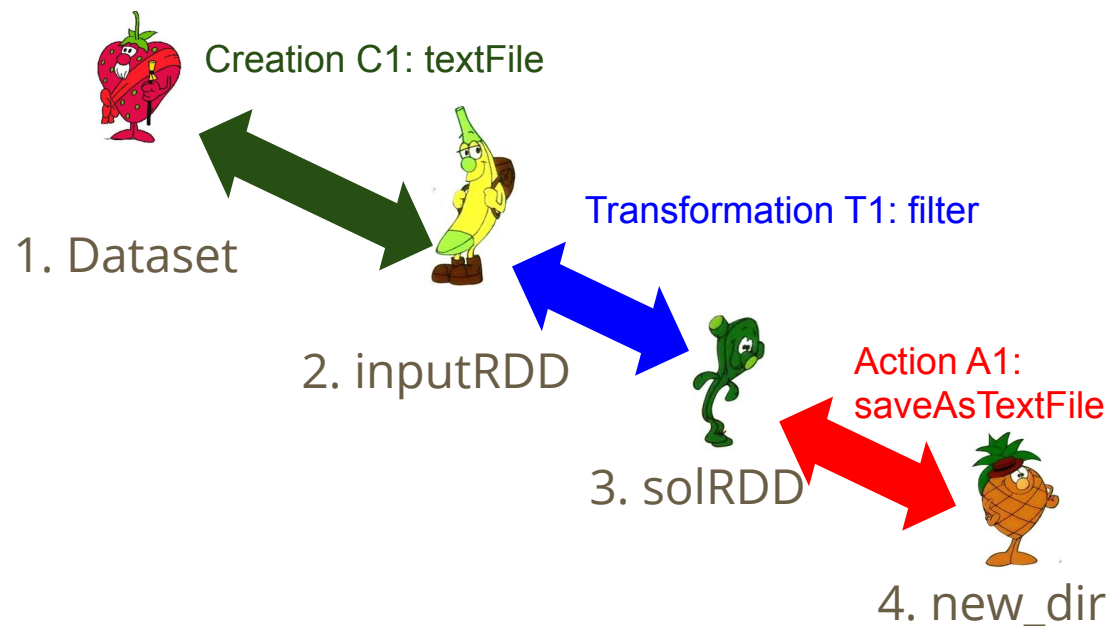 Creation C1: textFile
1. Dataset
Transformation T1: filter
2. inputRDD
Action A1:
saveAsTextFile
3. solRDD
4. new_dir